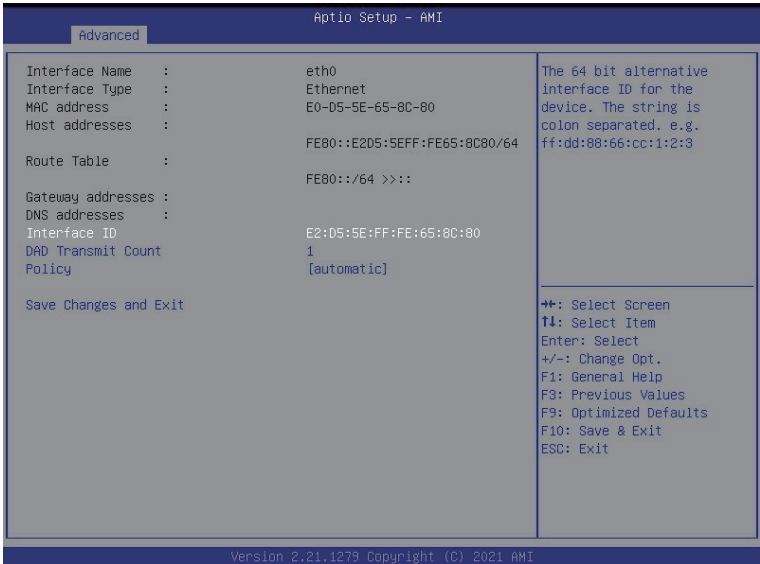 Aptio Setup – AMI
Advanced
Interface Name : eth0
Interface Type : Ethernet
MAC address : E0-D5-5E-65-8C-80
Host addresses :
FE80::E2D5:5EFF:FE65:8C80/64
Route Table :
FE80::/64 >>::
Gateway addresses :
DNS addresses :
Interface ID E2:D5:5E:FF:FE:65:8C:80
DAD Transmit Count 1
Policy [automatic]
Save Changes and Exit
The 64 bit alternative
interface ID for the
device. The string is
colon separated. e.g.
ff:dd:88:66:cc:1:2:3
→←: Select Screen
↑↓: Select Item
Enter: Select
+/-: Change Opt.
F1: General Help
F3: Previous Values
F9: Optimized Defaults
F10: Save & Exit
ESC: Exit
Version 2.21.1279 Copyright (C) 2021 AMI